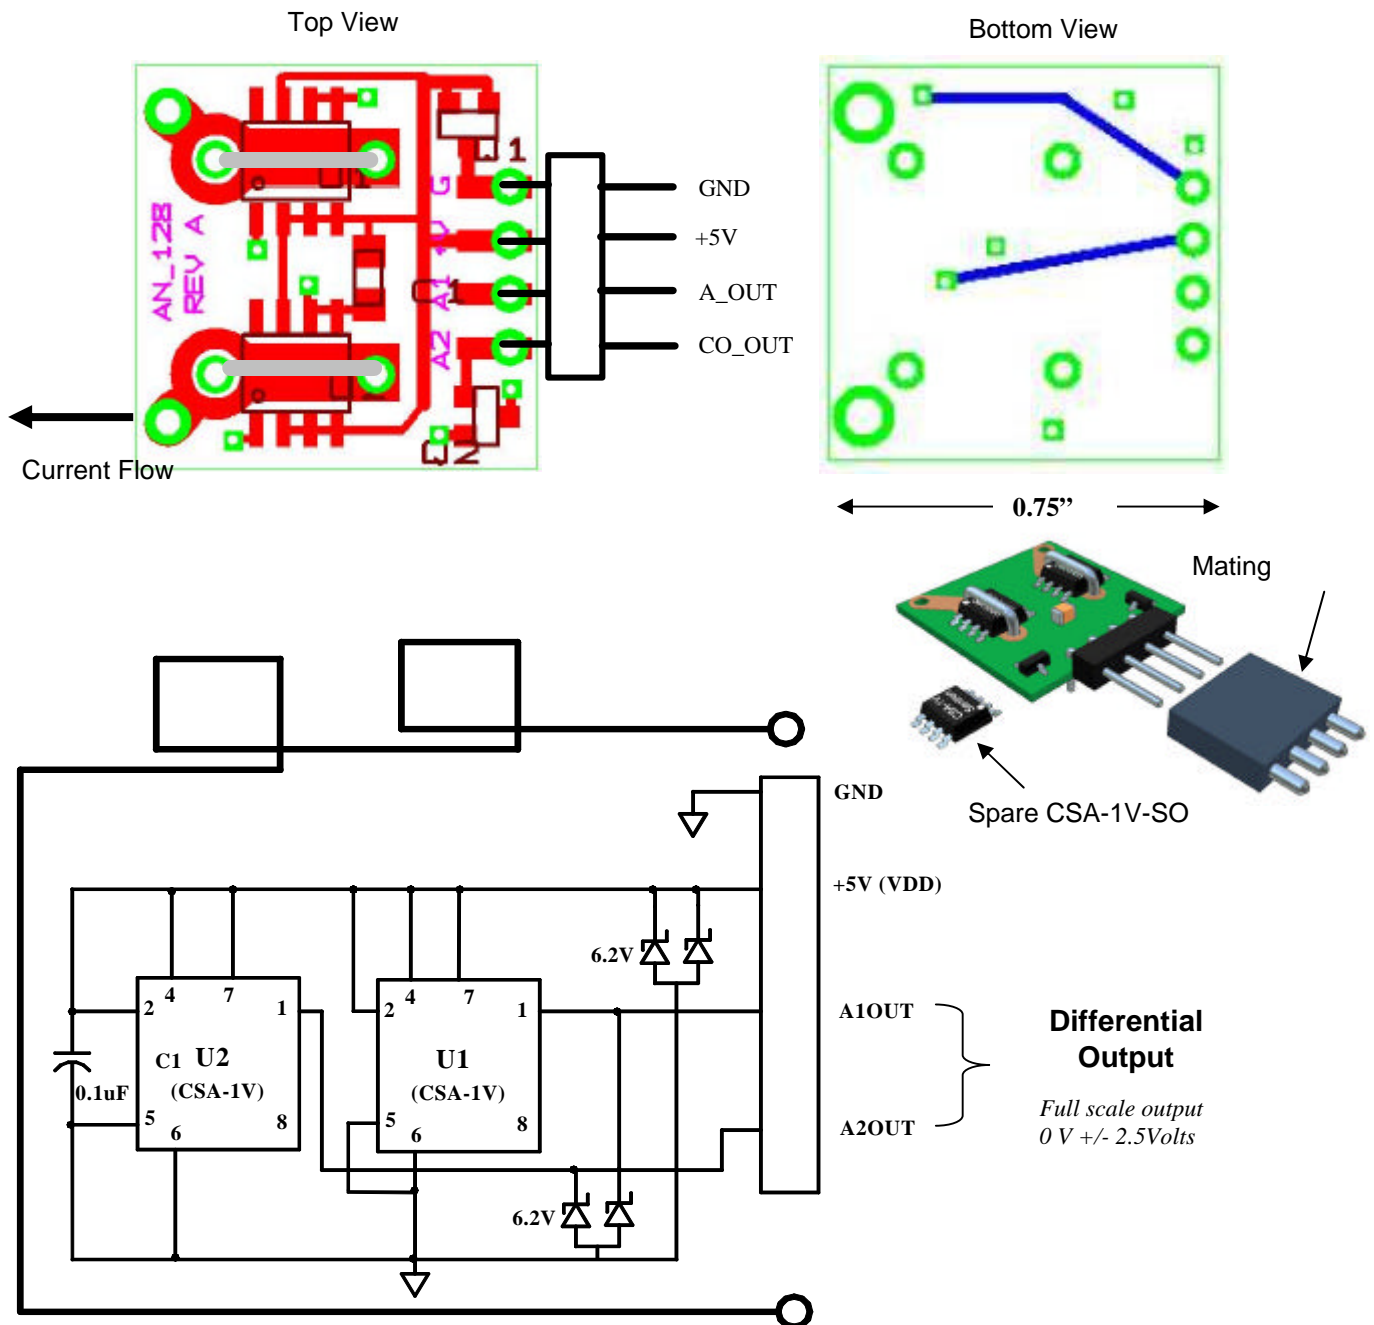 Top View
Bottom View
1
G
GND
+5V
AN_128
REV A
A1
A_OUT
A2
CO_OUT
Current Flow
0.75”
Mating
Spare CSA-1V-SO
GND
+5V (VDD)
6.2V
2
4
7
1
2
4
7
1
A1OUT
Differential
Output
C1 U2
U1
0.1uF
(CSA-1V)
(CSA-1V)
5
6
8
5
6
8
A2OUT
Full scale output
0 V +/- 2.5Volts
6.2V